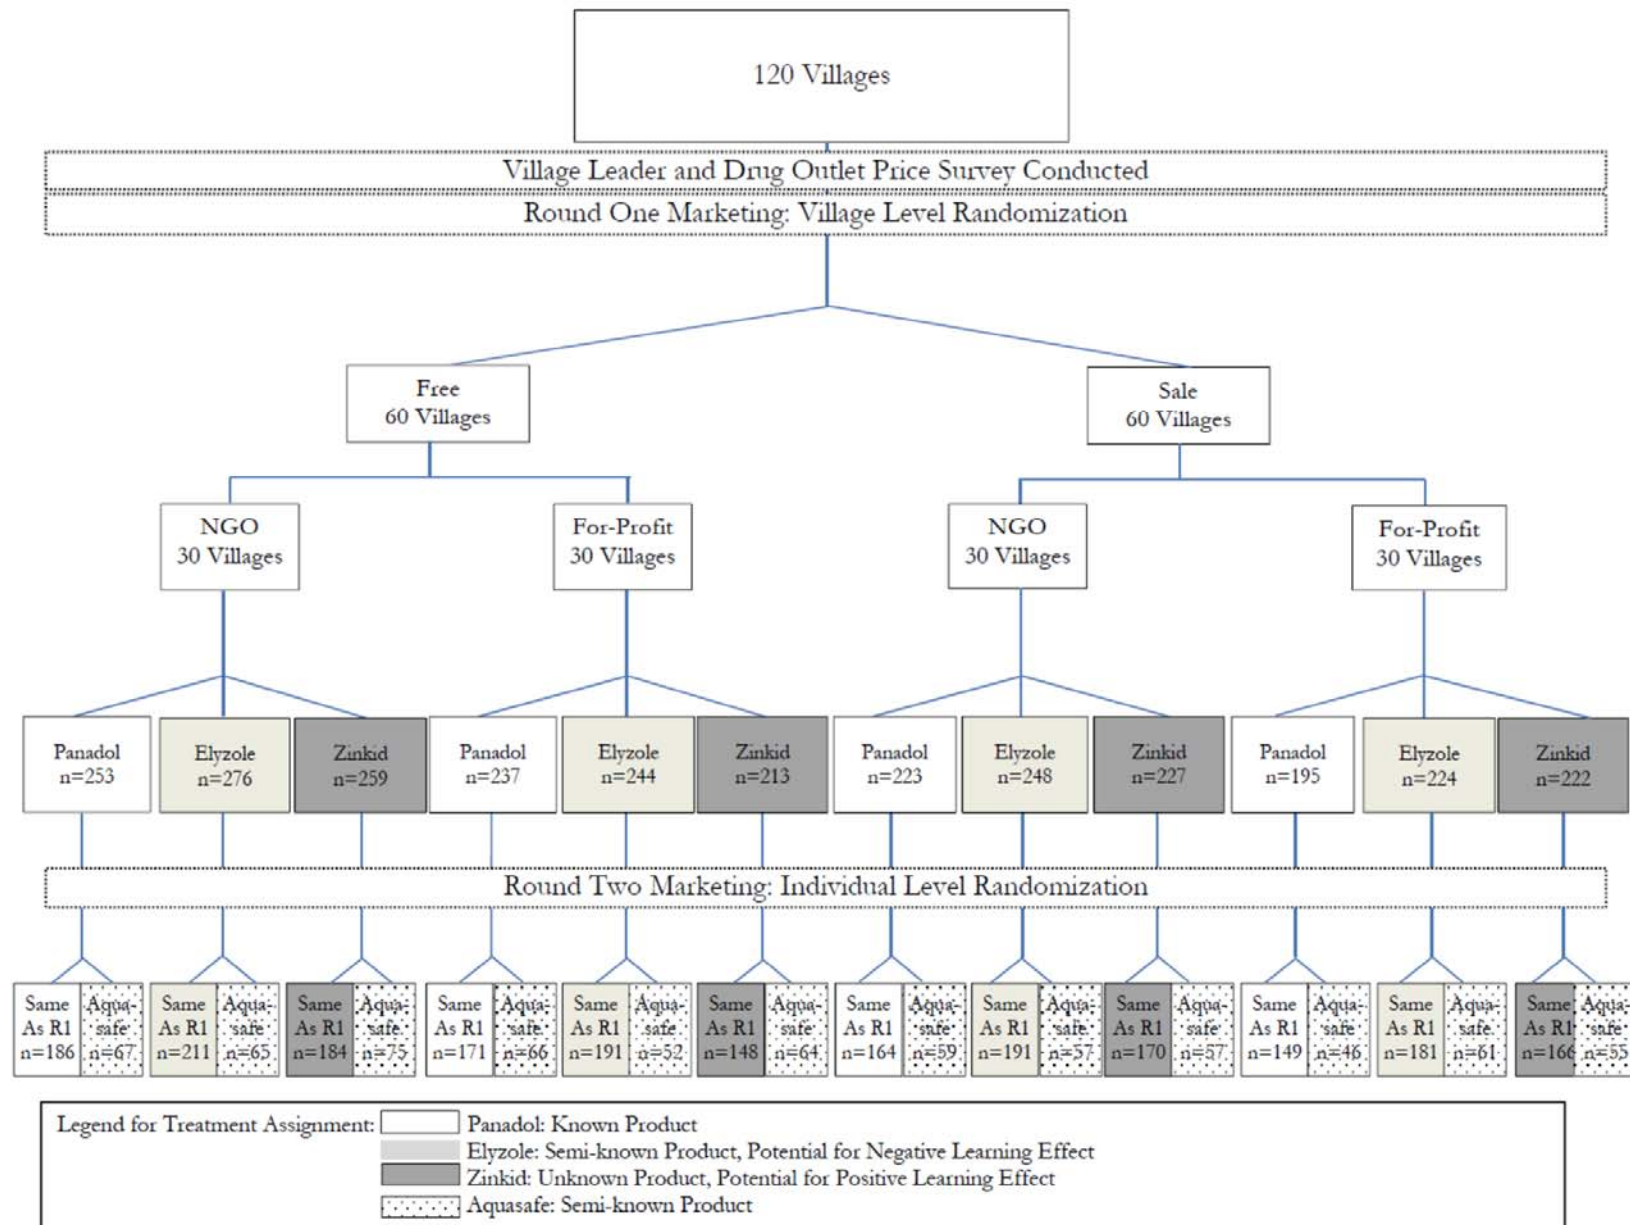 120 Villages
Village Leader and Drug Outlet Price Survey Conducted
Round One Marketing: Village Level Randomization
Free
60 Villages
Sale
60 Villages
NGO
30 Villages
For-Profit
30 Villages
NGO
30 Villages
For-Profit
30 Villages
Panadol
n=253
Elyzole
n=276
Zinkid
n=259
Panadol
n=237
Elyzole
n=244
Zinkid
n=213
Panadol
n=223
Elyzole
n=248
Zinkid
n=227
Panadol
n=195
Elyzole
n=224
Zinkid
n=222
Round Two Marketing: Individual Level Randomization
Same
As R1
n=186
Aqua-
safe
n=67
Same
As R1
n=211
Aqua-
safe
n=65
Same
As R1
n=184
Aqua-
safe
n=75
Same
As R1
n=171
Aqua-
safe
n=66
Same
As R1
n=191
Aqua-
safe
n=52
Same
As R1
n=148
Aqua-
safe
n=64
Same
As R1
n=164
Aqua-
safe
n=59
Same
As R1
n=191
Aqua-
safe
n=57
Same
As R1
n=170
Aqua-
safe
n=57
Same
As R1
n=149
Aqua-
safe
n=46
Same
As R1
n=181
Aqua-
safe
n=61
Same
As R1
n=166
Aqua-
safe
n=55
Legend for Treatment Assignment:
Panadol: Known Product
Elyzole: Semi-known Product, Potential for Negative Learning Effect
Zinkid: Unknown Product, Potential for Positive Learning Effect
Aquasafe: Semi-known Product